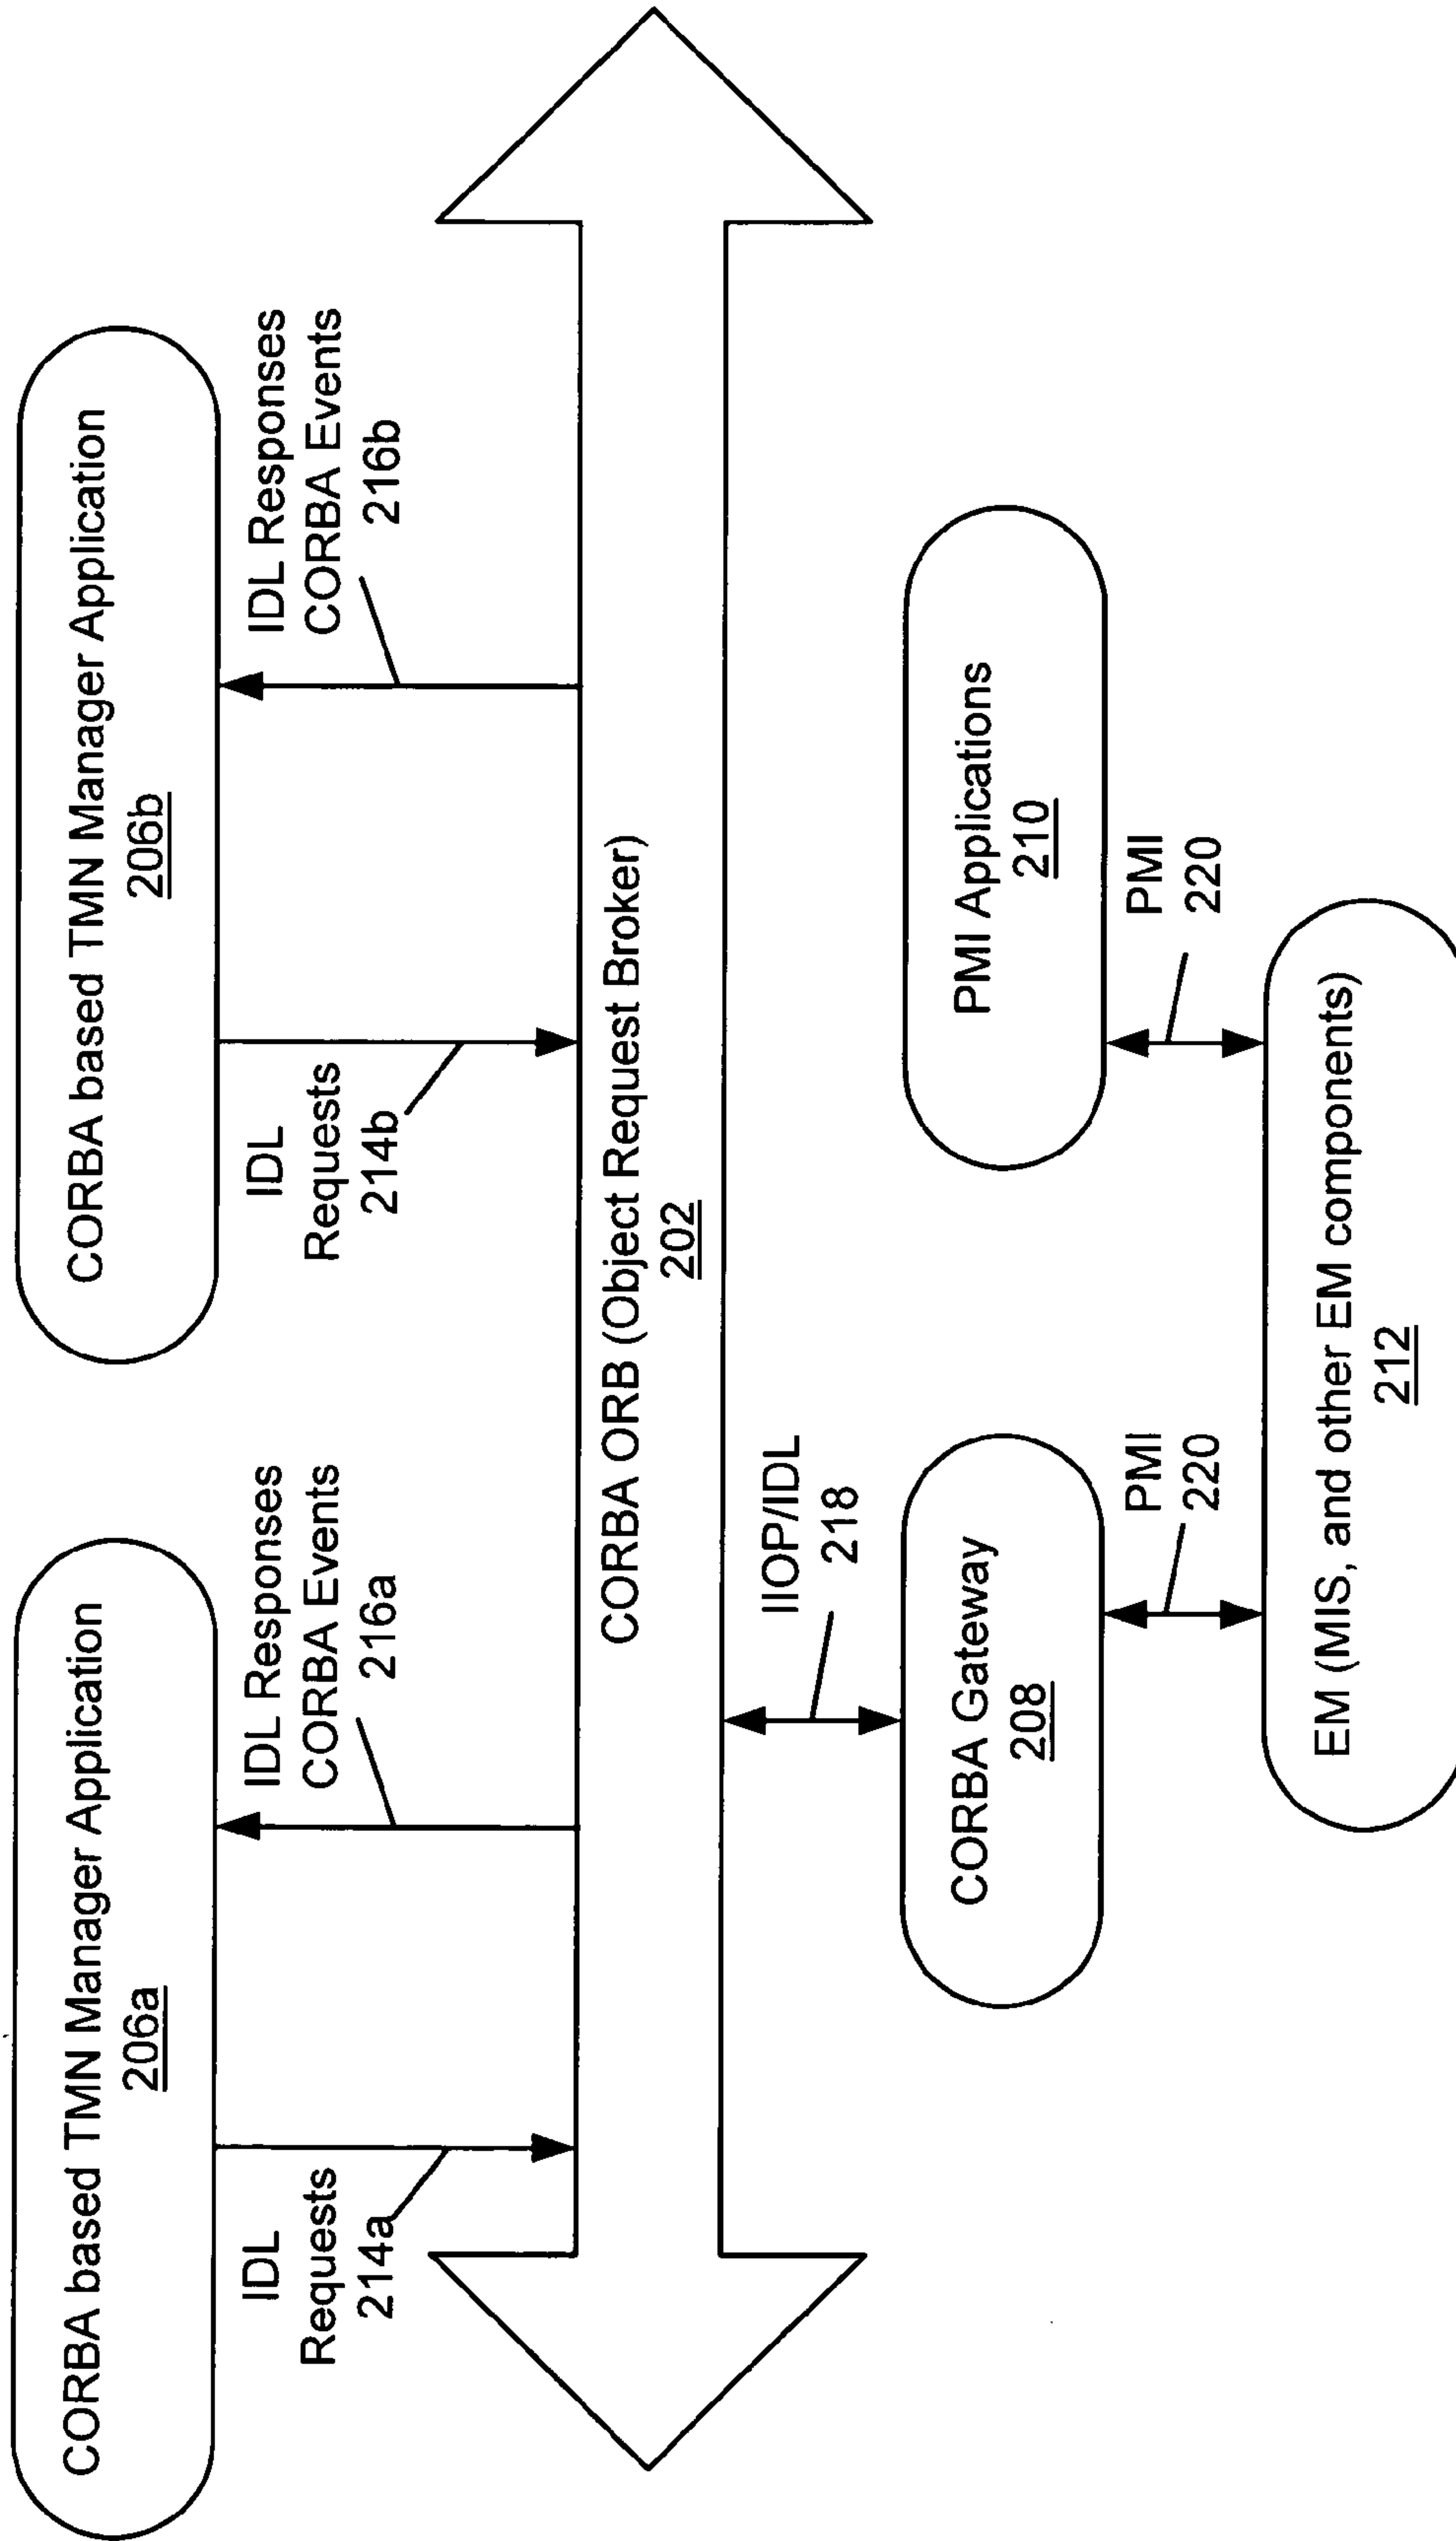 CORBA based TMN Manager Application
206a
CORBA based TMN Manager Application
206b
IDL
Requests
214a
IDL Responses
CORBA Events
216a
IDL
Requests
214b
IDL Responses
CORBA Events
216b
CORBA ORB (Object Request Broker)
202
IIOP/IDL
218
CORBA Gateway
208
PMI Applications
210
PMI
220
PMI
220
EM (MIS, and other EM components)
212